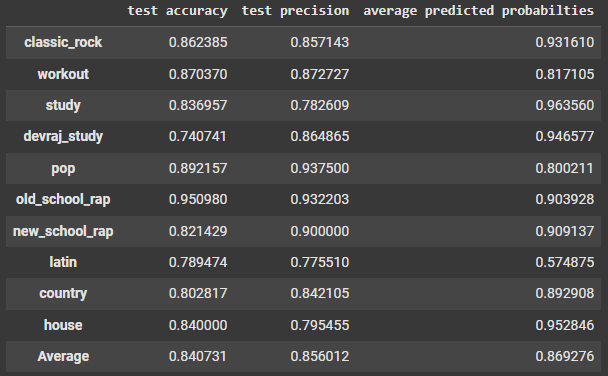 test accuracy test precision average predicted probabilties
classic_rock 0.862385 0.857143 0.931610
workout 0.870370 0.872727 0.817105
study 0.836957 0.782609 0.963560
devraj_study 0.740741 0.864865 0.946577
pop 0.892157 0.937500 0.800211
old_school_rap 0.950980 0.932203 0.903928
new_school_rap 0.821429 0.900000 0.909137
latin 0.789474 0.775510 0.574875
country 0.802817 0.842105 0.892908
house 0.840000 0.795455 0.952846
Average 0.840731 0.856012 0.869276